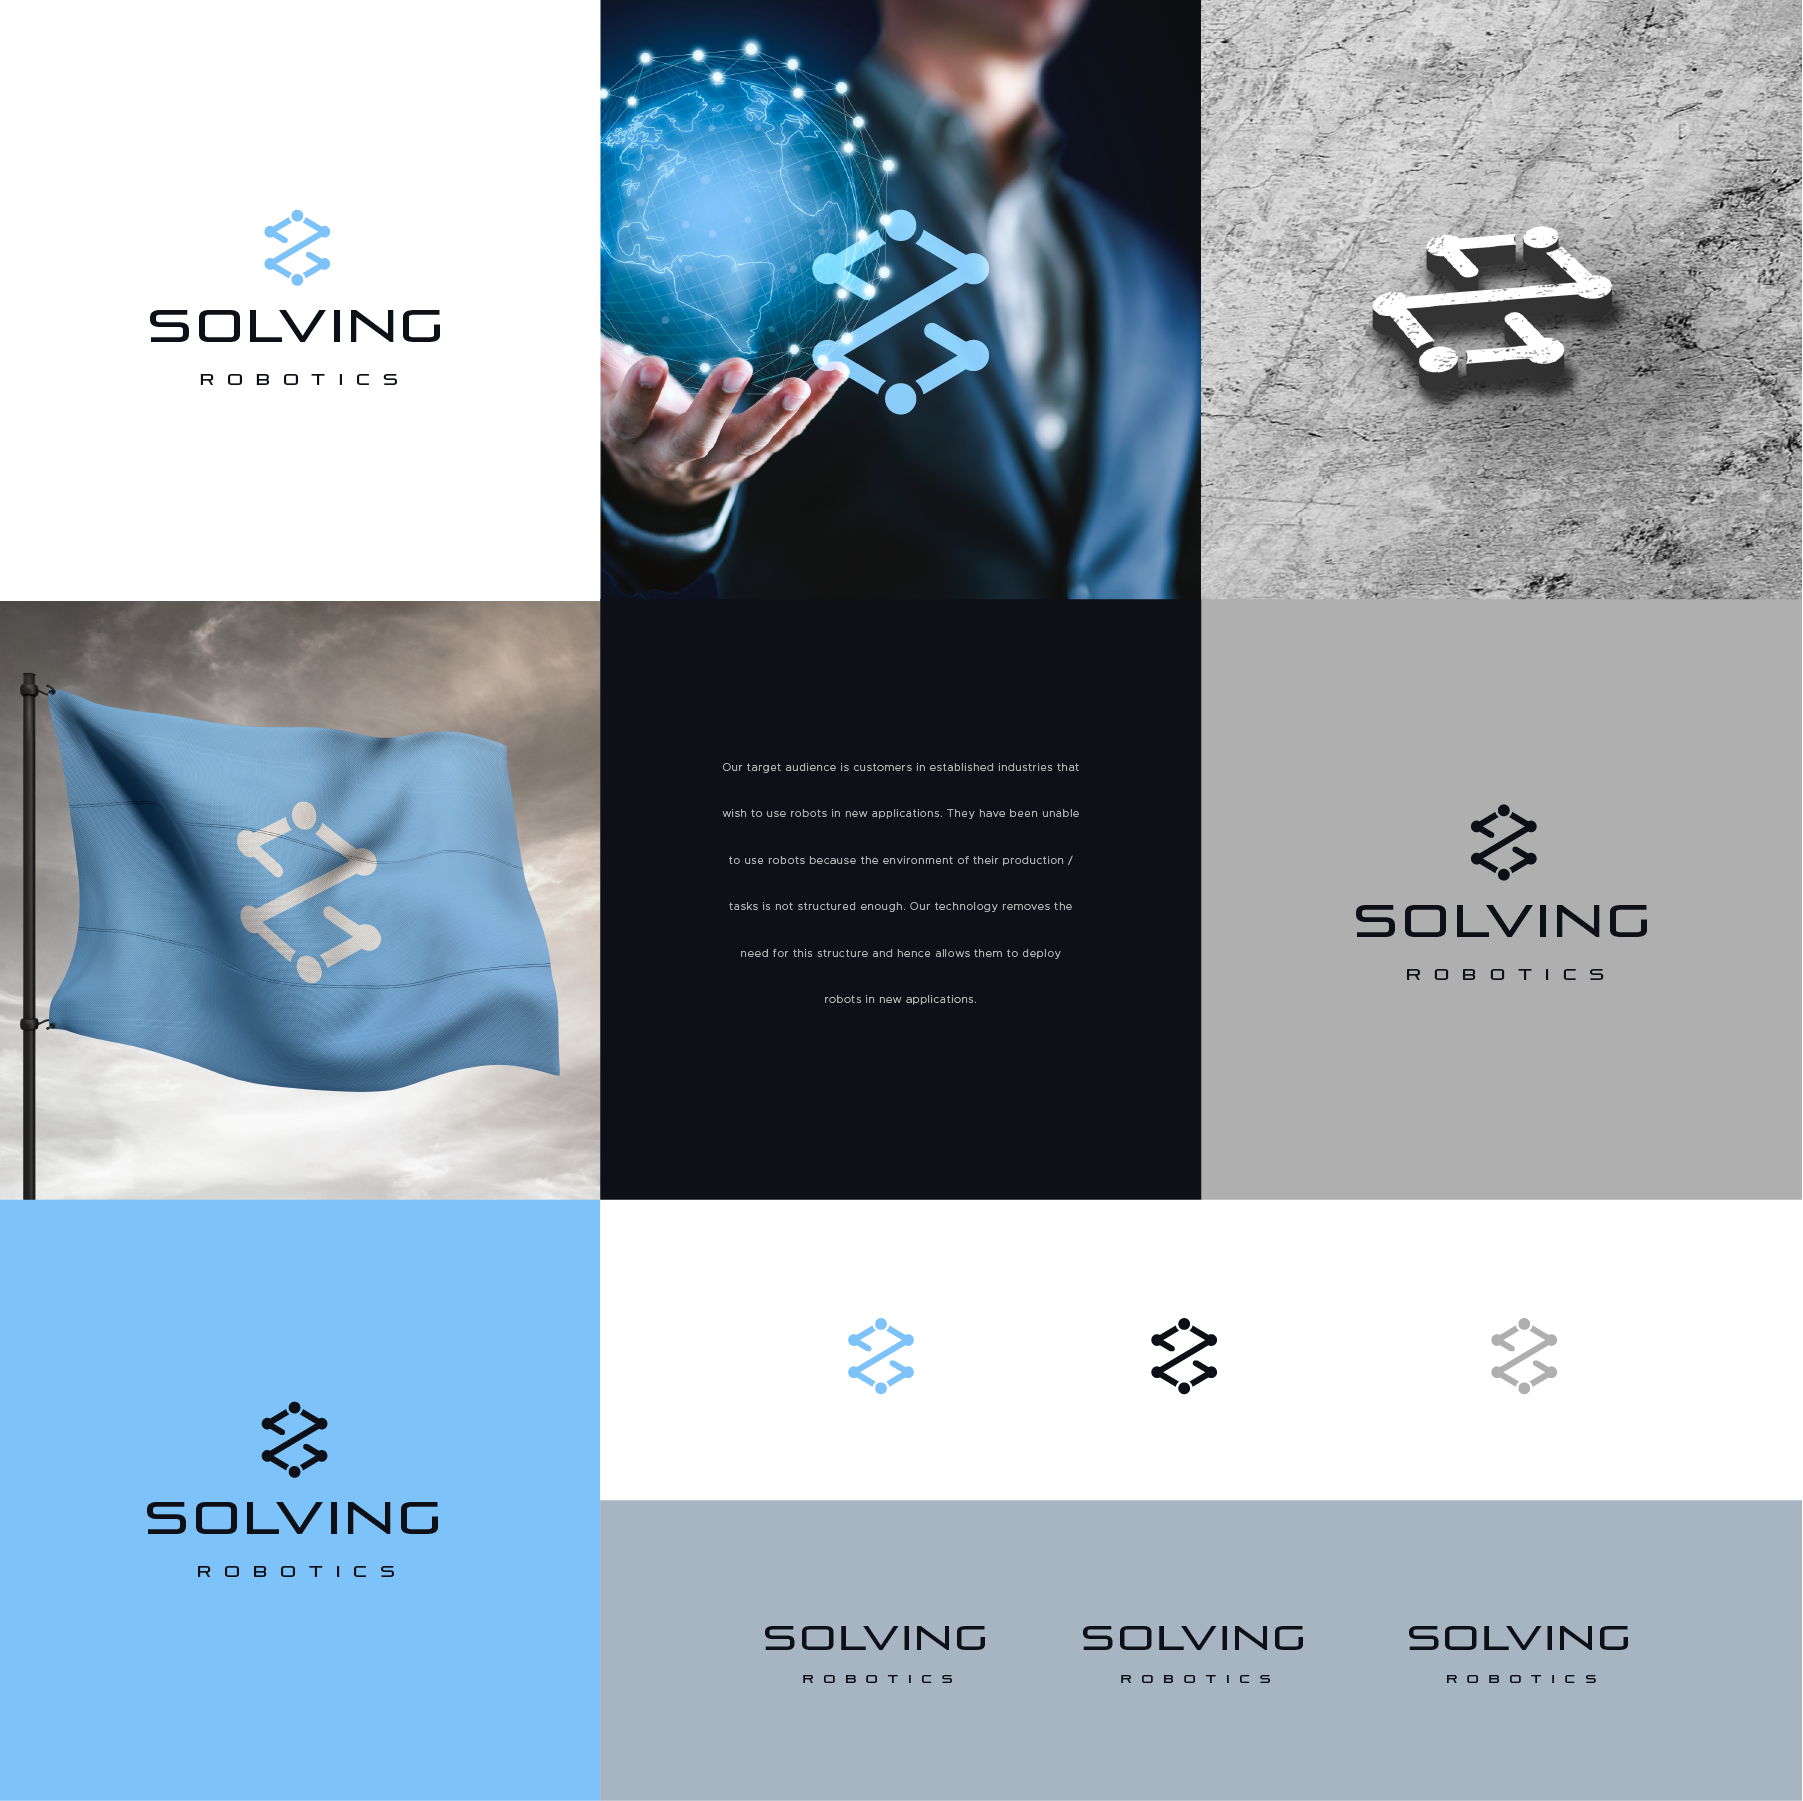 SOLVING
ROBOTICS
Our target audience is customers in established industries that
wish to use robots in new applications. They have been unable
to use robots because the environment of their production /
tasks is not structured enough. Our technology removes the
need for this structure and hence allows them to deploy
robots in new applications.
SOLVING
ROBOTICS
SOLVING
ROBOTICS
SOLVING
ROBOTICS
SOLVING
ROBOTICS
SOLVING
ROBOTICS